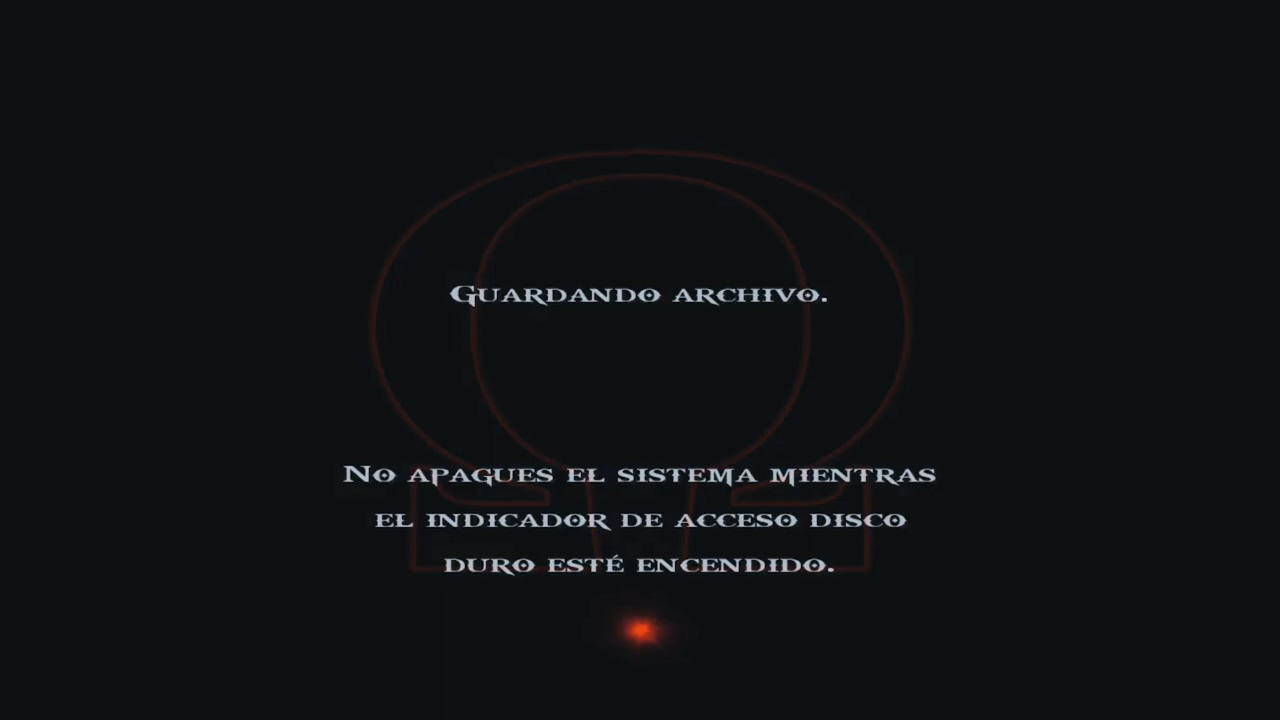 Guardando archivo.
No apagues el sistema mientras
el indicador de acceso disco
duro esté encendido.